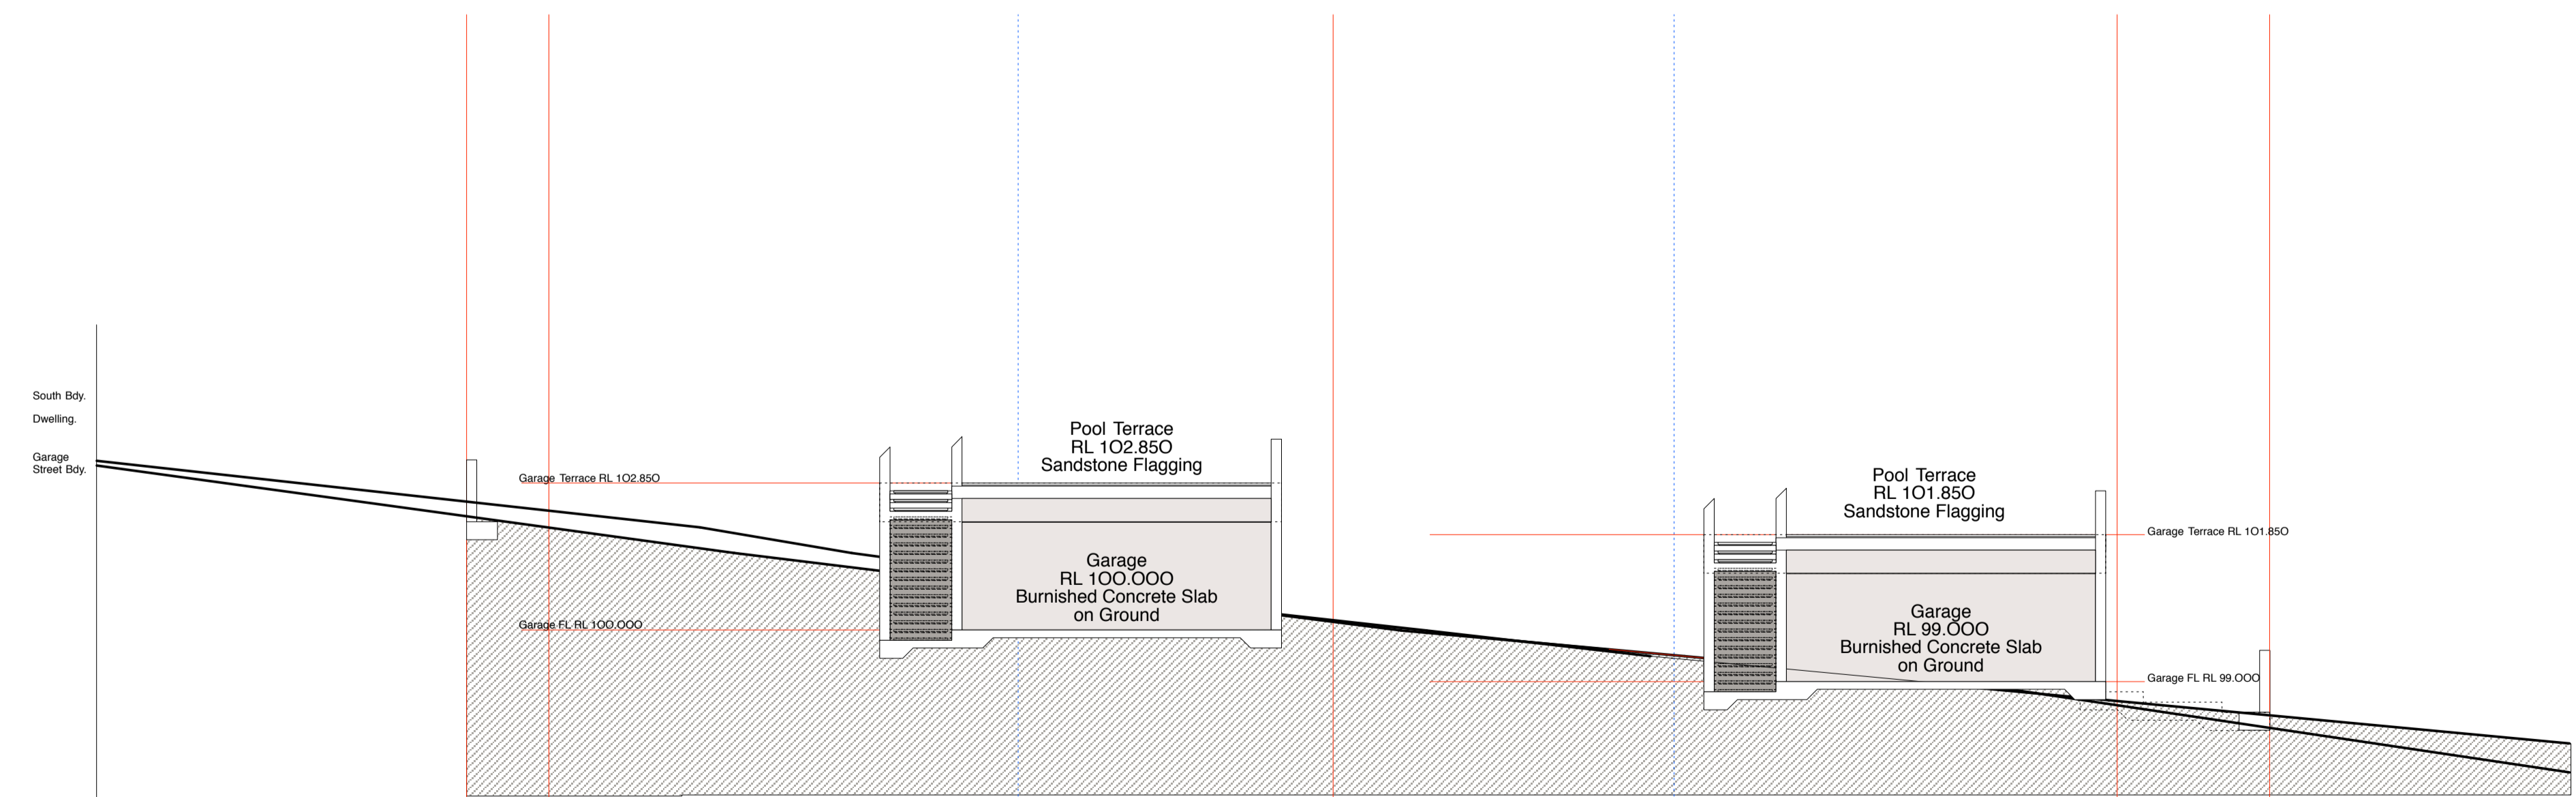 South Bdy.
Dwelling.
Garage
Street Bdy.
Garage Terrace RL 1O2.85O
Garage FL RL 1OO.OOO
Pool Terrace
RL 1O2.85O
Sandstone Flagging
Garage
RL 1OO.OOO
Burnished Concrete Slab
on Ground
Pool Terrace
RL 1O1.85O
Sandstone Flagging
Garage
RL 99.OOO
Burnished Concrete Slab
on Ground
Garage Terrace RL 1O1.85O
Garage FL RL 99.OOO